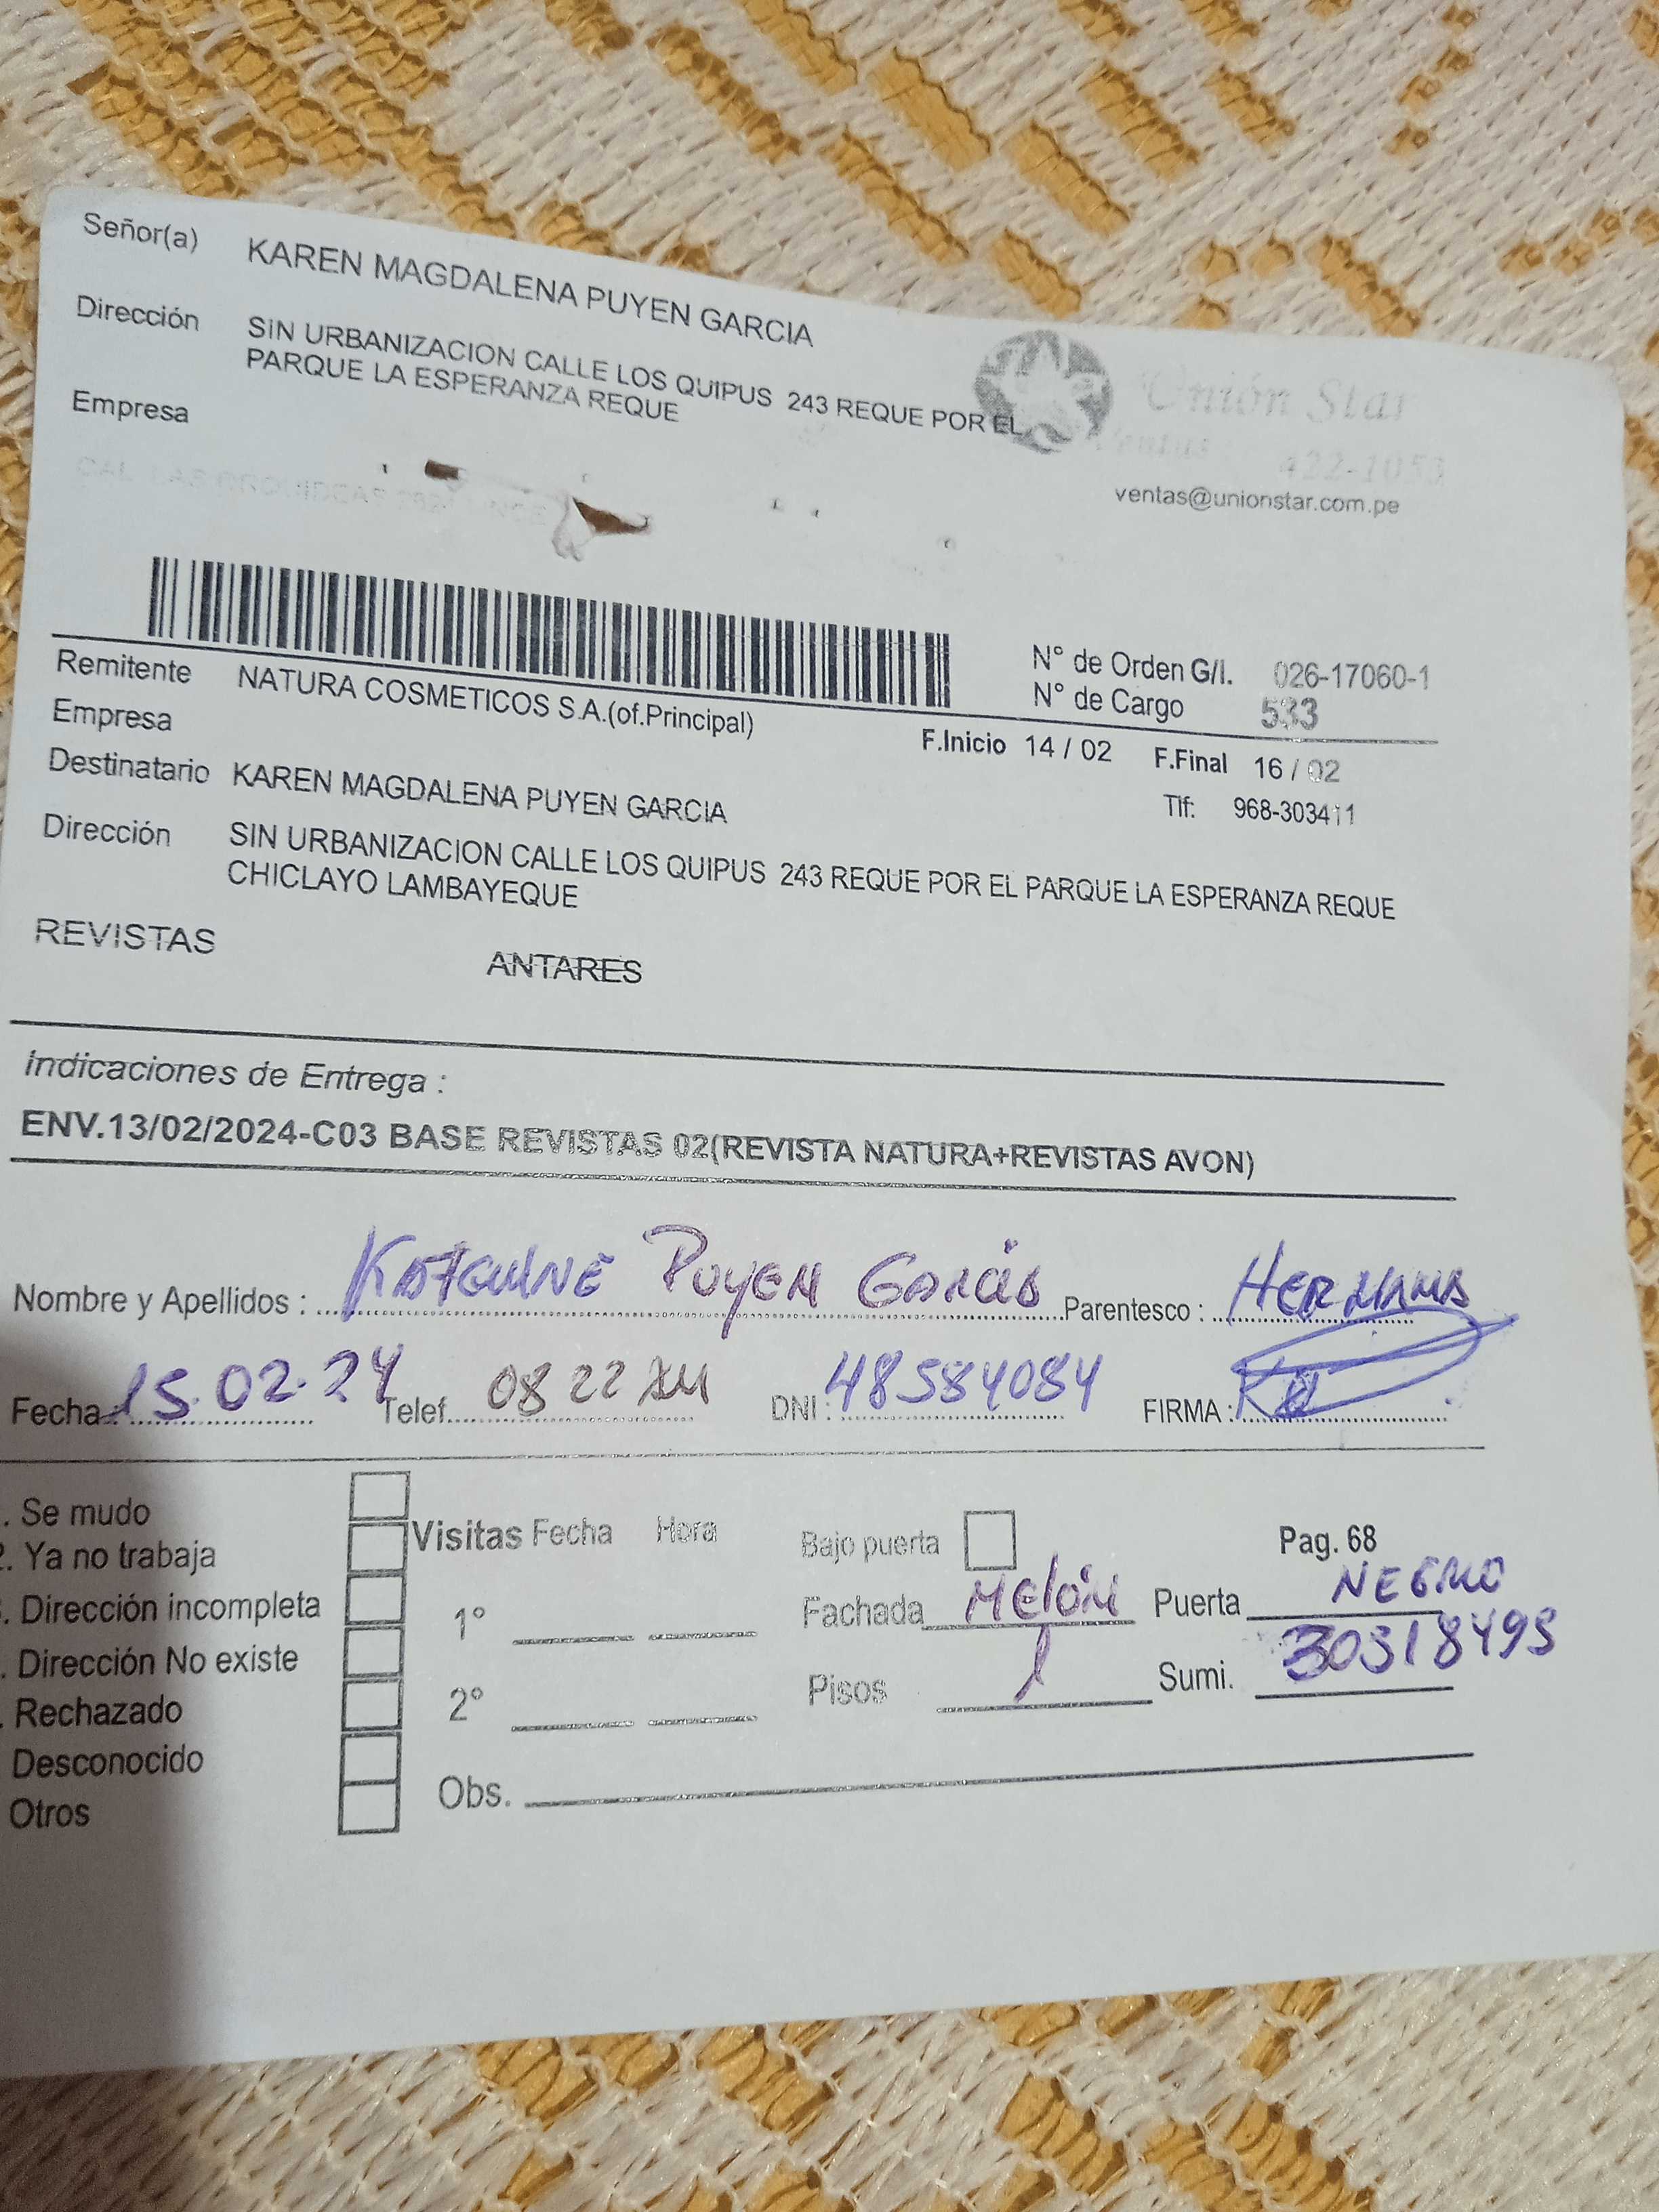 Señor(a) KAREN MAGDALENA PUYEN GARCIA
Dirección SIN URBANIZACION CALLE LOS QUIPUS 243 REQUE POR EL
PARQUE LA ESPERANZA REQUE
Empresa
Unión Star
Ventas 422-1053
ventas@unionstar.com.pe
N° de Orden G/I. 026-17060-1
N° de Cargo 533
Remitente NATURA COSMETICOS S.A.(of.Principal)
Empresa
F.Inicio 14 / 02 F.Final 16 / 02
Destinatario KAREN MAGDALENA PUYEN GARCIA
Tlf: 968-303411
Dirección SIN URBANIZACION CALLE LOS QUIPUS 243 REQUE POR EL PARQUE LA ESPERANZA REQUE
CHICLAYO LAMBAYEQUE
REVISTAS
ANTARES
Indicaciones de Entrega :
ENV.13/02/2024-C03 BASE REVISTAS 02(REVISTA NATURA+REVISTAS AVON)
Nombre y Apellidos : Puyen Garcia Parentesco : HERMANA
Fecha 15.02.24 Telef. 08 22 DNI : 48584084 FIRMA :
. Se mudo
2. Ya no trabaja
. Dirección incompleta
. Dirección No existe
. Rechazado
Desconocido
Otros
Visitas Fecha Hora
1°
2°
Obs.
Bajo puerta
Pag. 68
Fachada Melón Puerta NEGRO
Pisos 1 Sumi. 30318493